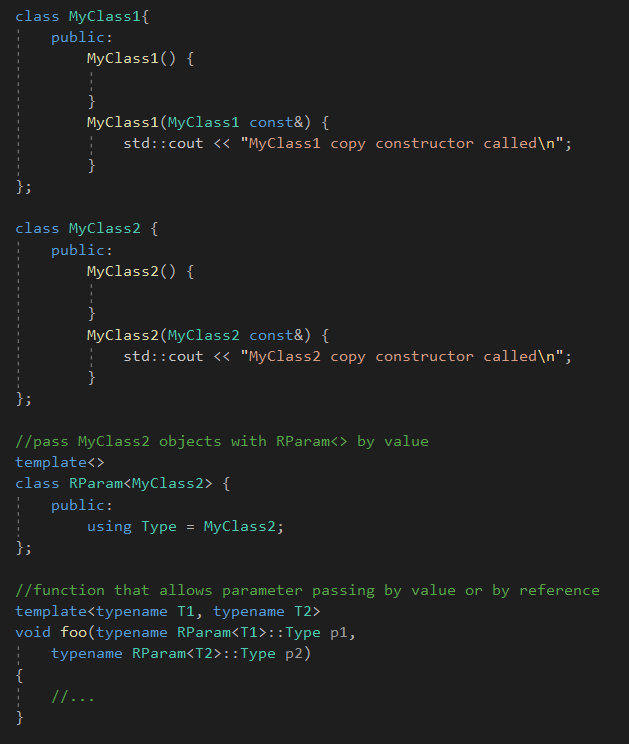 class MyClass1{
    public:
        MyClass1() {

        }
        MyClass1(MyClass1 const&) {
            std::cout << "MyClass1 copy constructor called\n";
        }
};

class MyClass2 {
    public:
        MyClass2() {

        }
        MyClass2(MyClass2 const&) {
            std::cout << "MyClass2 copy constructor called\n";
        }
};

//pass MyClass2 objects with RParam<> by value
template<>
class RParam<MyClass2> {
    public:
        using Type = MyClass2;
};

//function that allows parameter passing by value or by reference
template<typename T1, typename T2>
void foo(typename RParam<T1>::Type p1,
    typename RParam<T2>::Type p2)
{
    //...
}